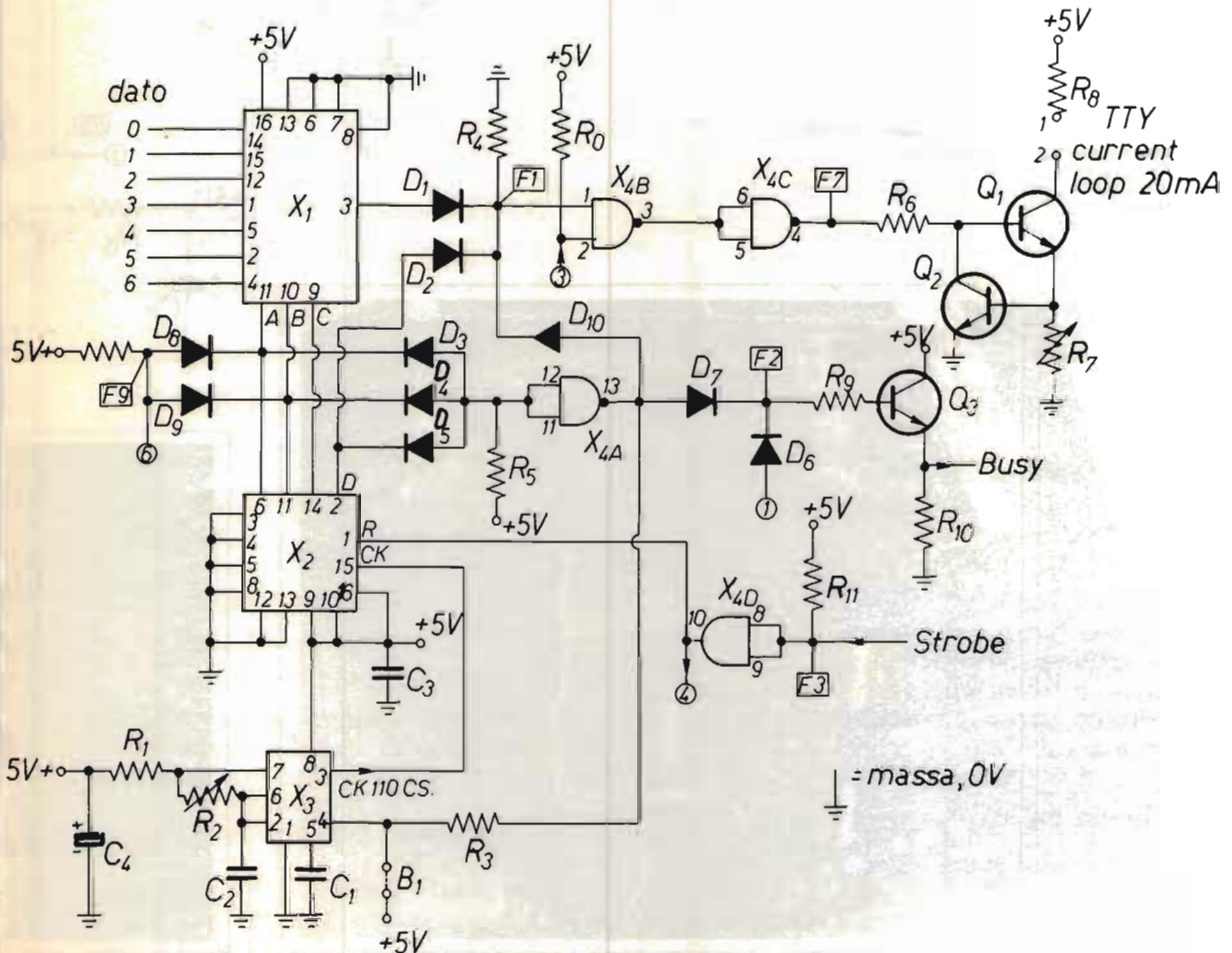 +5V
+5V
+5V
dato
0
1
2
3
4
5
6
16 13 6 7
8
14
15
12
1
5
2
4
11 10 9
3
X1
A B C
R4
R0
R8
1 TTY
2 current
loop 20mA
D1
F1
D2
1
2
3
X4B
③
6
5
4
X4C
F7
R6
Q1
Q2
R7
5V+
D8
F9
D9
⑥
D3
D4
D5
D10
12
11
13
X4A
R5
+5V
D7
F2
D6
①
R9
+5V
Q3
Busy
R10
D
6 11 14 2
3
4
5
8
12 13 9 10 16
1 R
15 CK
X2
+5V
C3
+5V
R11
X4D
8
9
10
④
Strobe
F3
5V+
R1
R2
C4
+
-
C2
7
6
2
1 5
8
3
4
X3
CK 110 CS.
C1
B1
+5V
R3
= massa, 0V